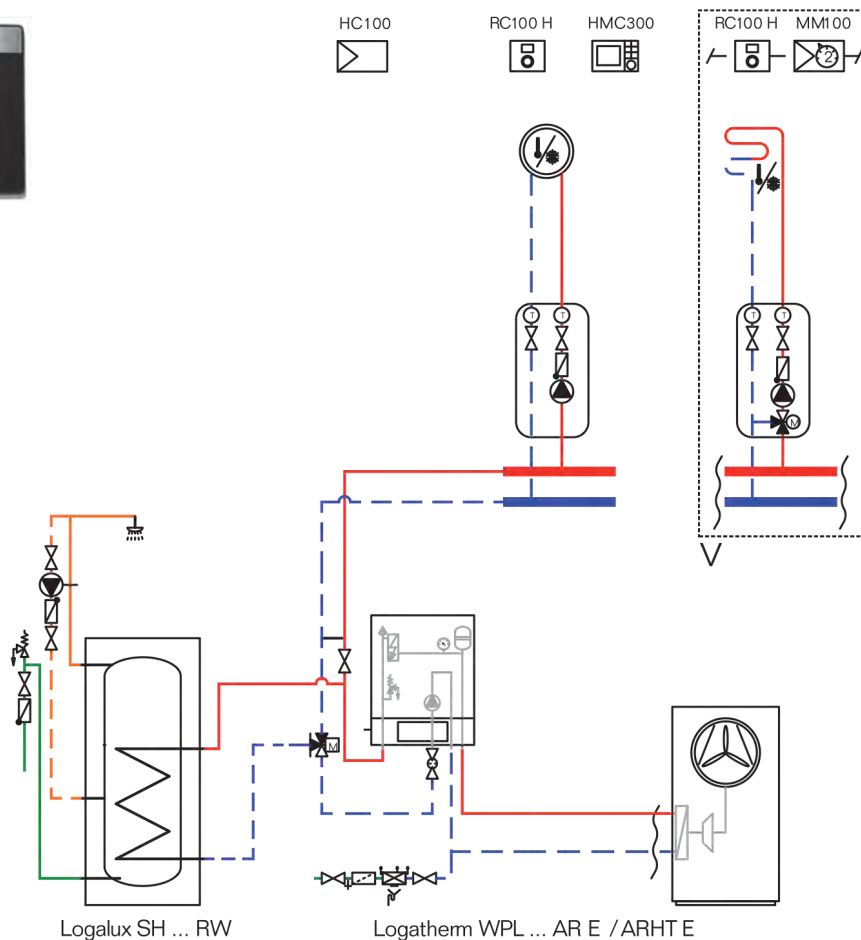 HC100 RC100 H HMC300 RC100 H MM100
2
T T T T
M
V
M
Logalux SH ... RW Logatherm WPL ... AR E / ARHT E